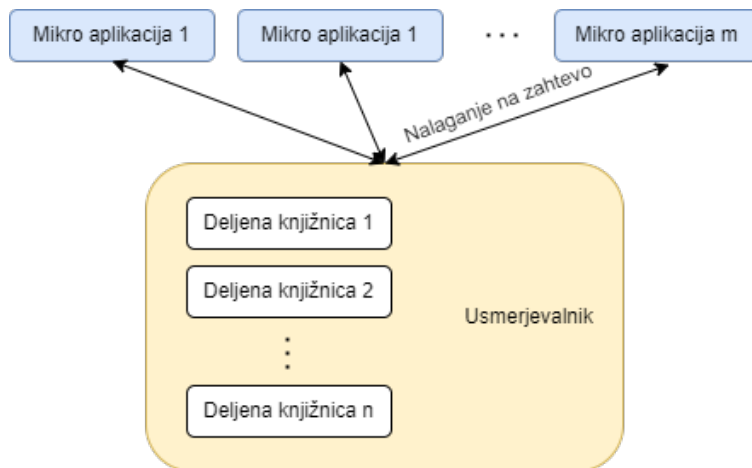 Mikro aplikacija 1
Mikro aplikacija 1
. . .
Mikro aplikacija m
Nalaganje na zahtevo
Deljena knjižnica 1
Deljena knjižnica 2
Usmerjevalnik
Deljena knjižnica n